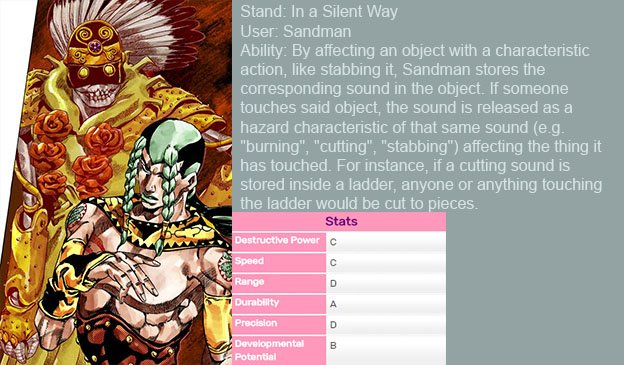 Stand: In a Silent Way
User: Sandman
Ability: By affecting an object with a characteristic
action, like stabbing it, Sandman stores the
corresponding sound in the object. If someone
touches said object, the sound is released as a
hazard characteristic of that same sound (e.g.
"burning", "cutting", "stabbing") affecting the thing it
has touched. For instance, if a cutting sound is
stored inside a ladder, anyone or anything touching
the ladder would be cut to pieces.
Stats
Destructive Power C
Speed C
Range D
Durability A
Precision D
Developmental
Potential B